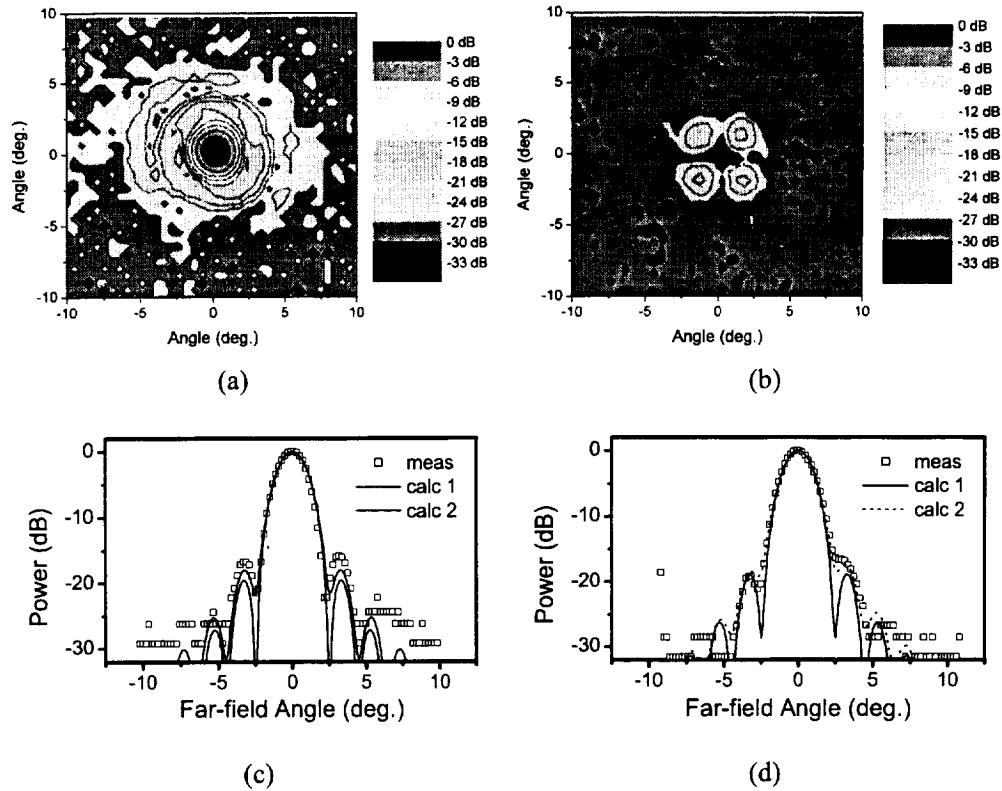 10
5
0
-5
-10
Angle (deg.)
-10 -5 0 5 10
Angle (deg.)
0 dB
-3 dB
-6 dB
-9 dB
-12 dB
-15 dB
-18 dB
-21 dB
-24 dB
-27 dB
-30 dB
-33 dB
(a)
10
5
0
-5
-10
Angle (deg.)
-10 -5 0 5 10
Angle (deg.)
0 dB
-3 dB
-6 dB
-9 dB
-12 dB
-15 dB
-18 dB
-21 dB
-24 dB
-27 dB
-30 dB
-33 dB
(b)
0
-10
-20
-30
Power (dB)
meas
calc 1
calc 2
-10 -5 0 5 10
Far-field Angle (deg.)
(c)
0
-10
-20
-30
Power (dB)
meas
calc 1
calc 2
-10 -5 0 5 10
Far-field Angle (deg.)
(d)